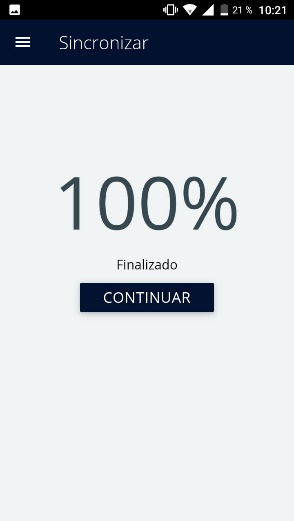 21 % 10:21
Sincronizar
100%
Finalizado
CONTINUAR